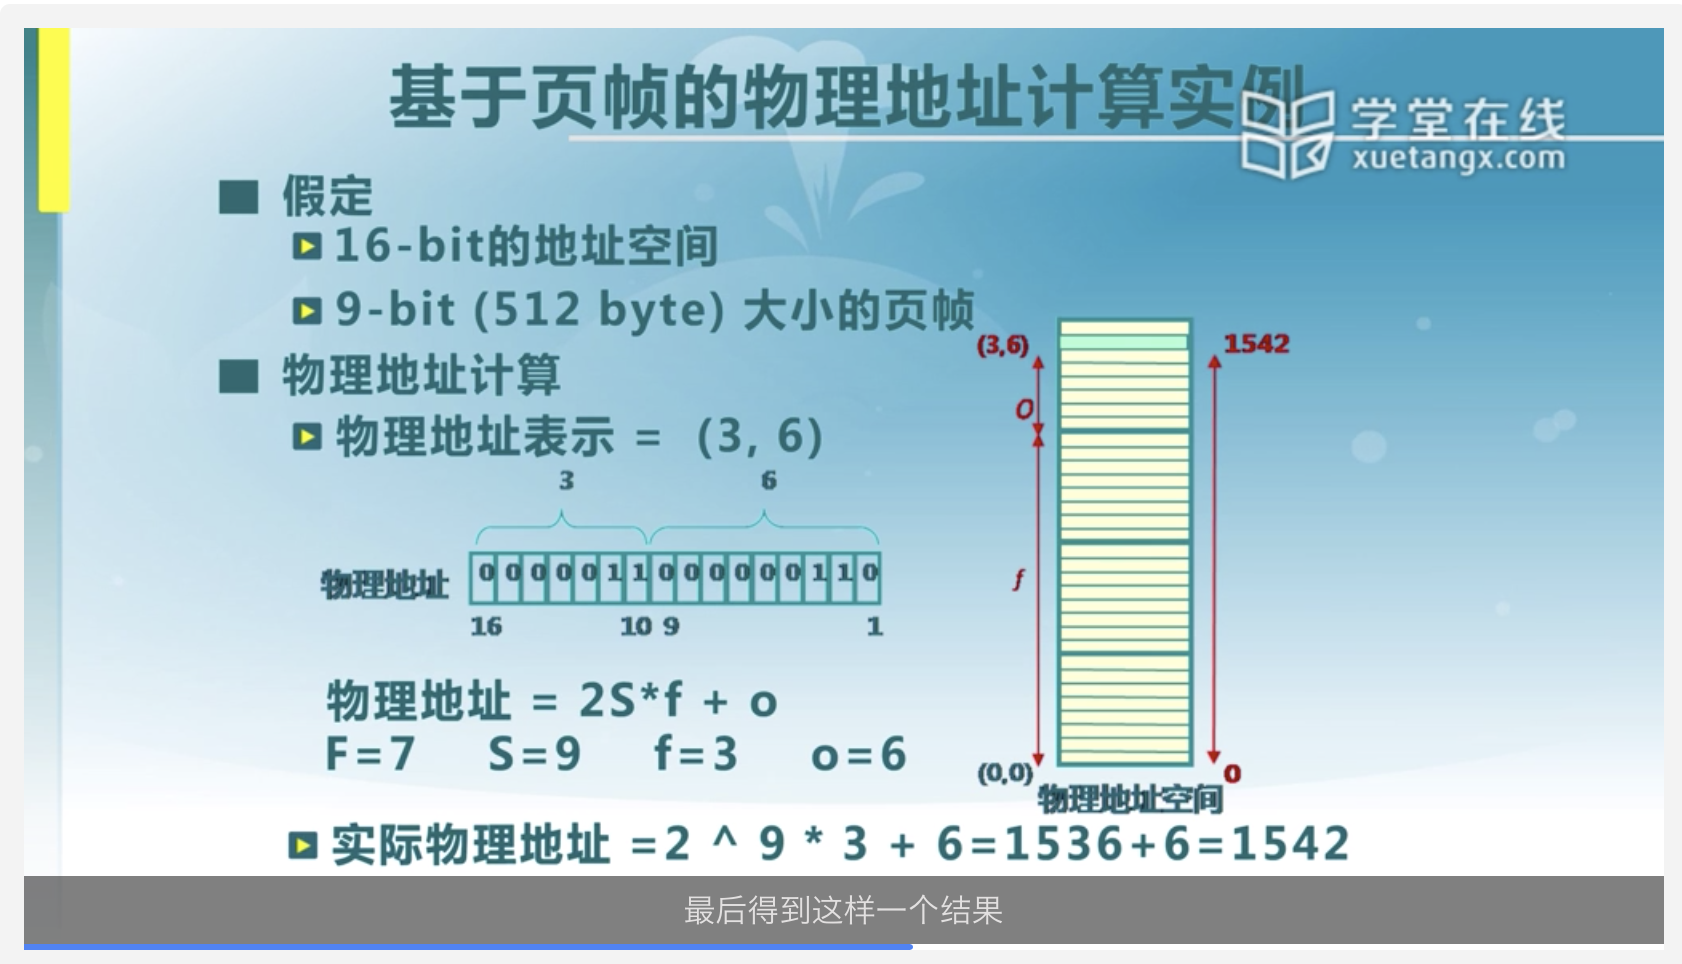 基于页帧的物理地址计算实例
学堂在线
xuetangx.com
假定
16-bit的地址空间
9-bit (512 byte) 大小的页帧
物理地址计算
物理地址表示 = (3, 6)
3 6
物理地址 0 0 0 0 0 1 1 0 0 0 0 0 0 1 1 0
16 10 9 1
物理地址 = 2S*f + o
F=7 S=9 f=3 o=6
(3,6) 1542
o
f
(0,0) 0
物理地址空间
实际物理地址 =2 ^ 9 * 3 + 6=1536+6=1542
最后得到这样一个结果